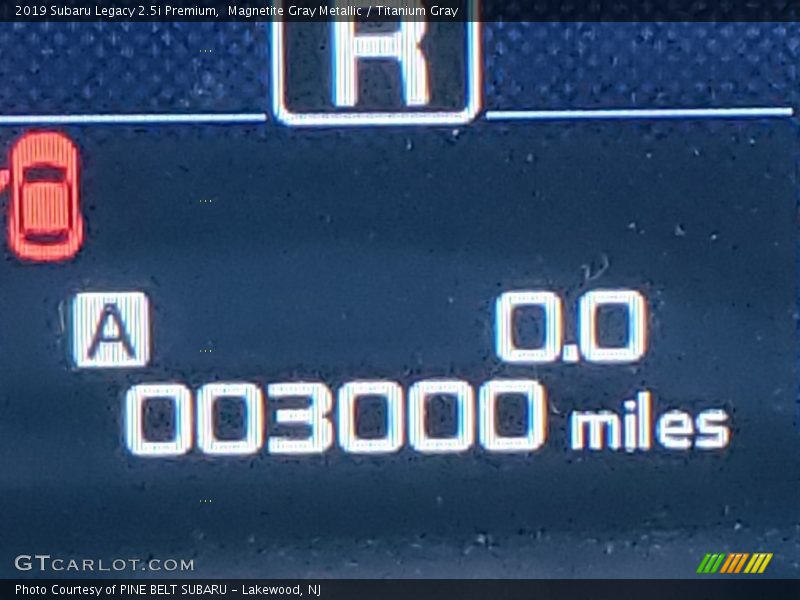 2019 Subaru Legacy 2.5i Premium,  Magnetite Gray Metallic / Titanium Gray
R
A 0.0
003000 miles
GTCARLOT.COM
Photo Courtesy of PINE BELT SUBARU - Lakewood, NJ